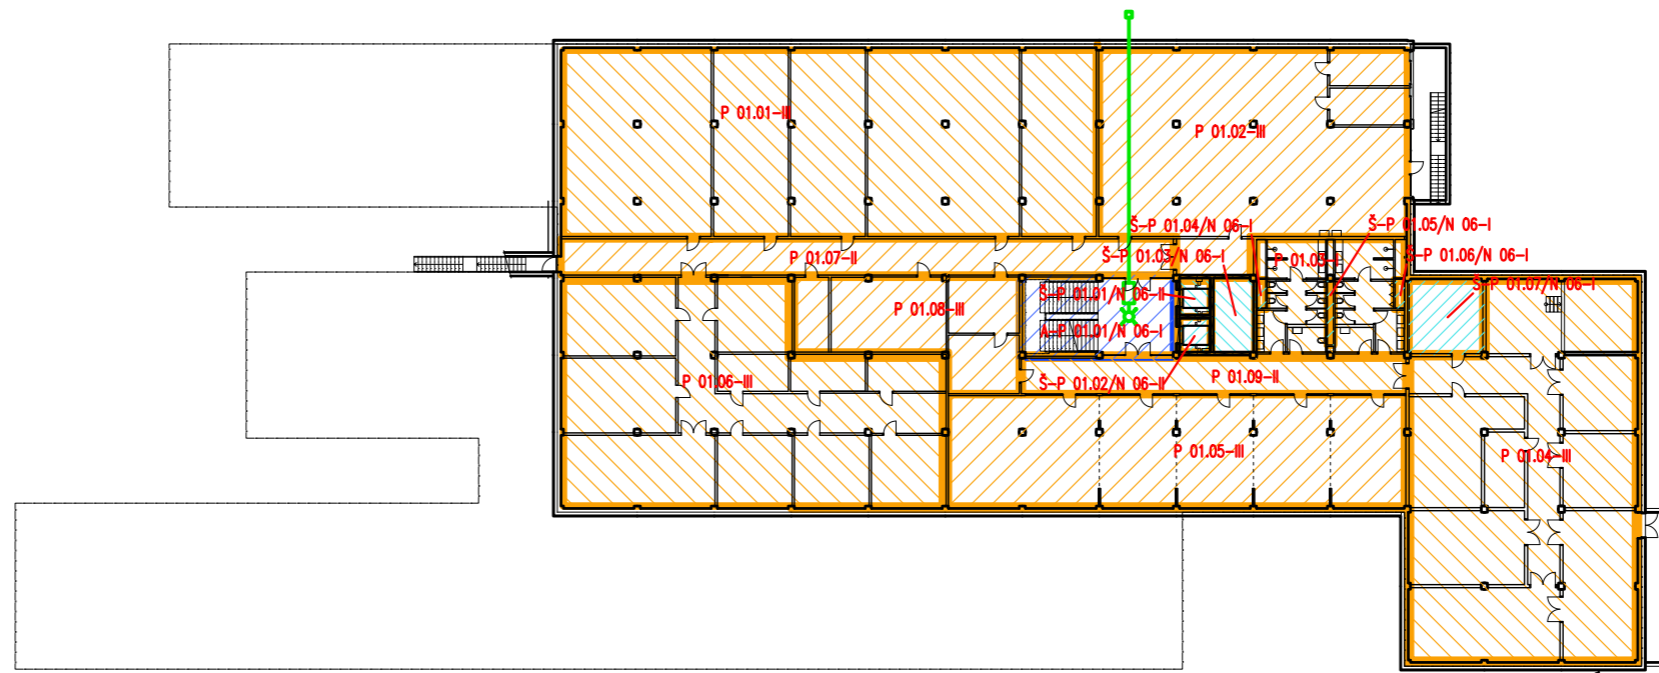 P 01.01-III
P 01.02-III
Š-P 01.04/N 06-I
Š-P 01.05/N 06-I
Š-P 01.03/N 06-I
P 01.03-I
Š-P 01.06/N 06-I
P 01.07-II
Š-P 01.07/N 06-I
Š-P 01.01/N 06-II
P 01.08-III
A-P 01.01/N 06-I
P 01.06-III
Š-P 01.02/N 06-II
P 01.09-II
P 01.05-III
P 01.04-III